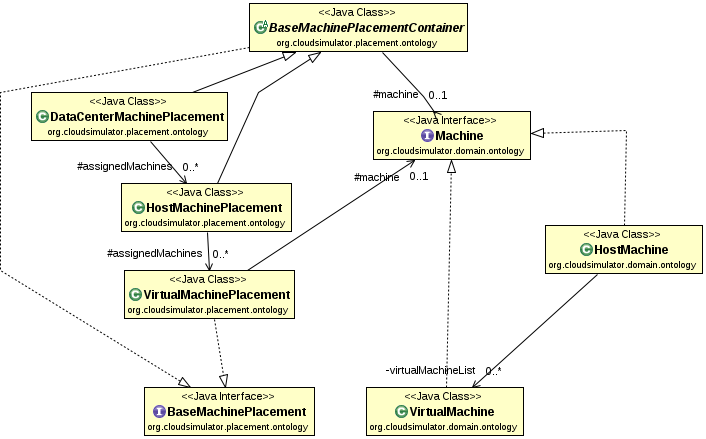 <<Java Class>>
BaseMachinePlacementContainer
org.cloudsimulator.placement.ontology
<<Java Class>>
DataCenterMachinePlacement
org.cloudsimulator.placement.ontology
#machine 0..1
<<Java Interface>>
Machine
org.cloudsimulator.domain.ontology
#assignedMachines 0..*
#machine 0..1
<<Java Class>>
HostMachinePlacement
org.cloudsimulator.placement.ontology
<<Java Class>>
HostMachine
org.cloudsimulator.domain.ontology
#assignedMachines 0..*
<<Java Class>>
VirtualMachinePlacement
org.cloudsimulator.placement.ontology
-virtualMachineList 0..*
<<Java Interface>>
BaseMachinePlacement
org.cloudsimulator.placement.ontology
<<Java Class>>
VirtualMachine
org.cloudsimulator.domain.ontology